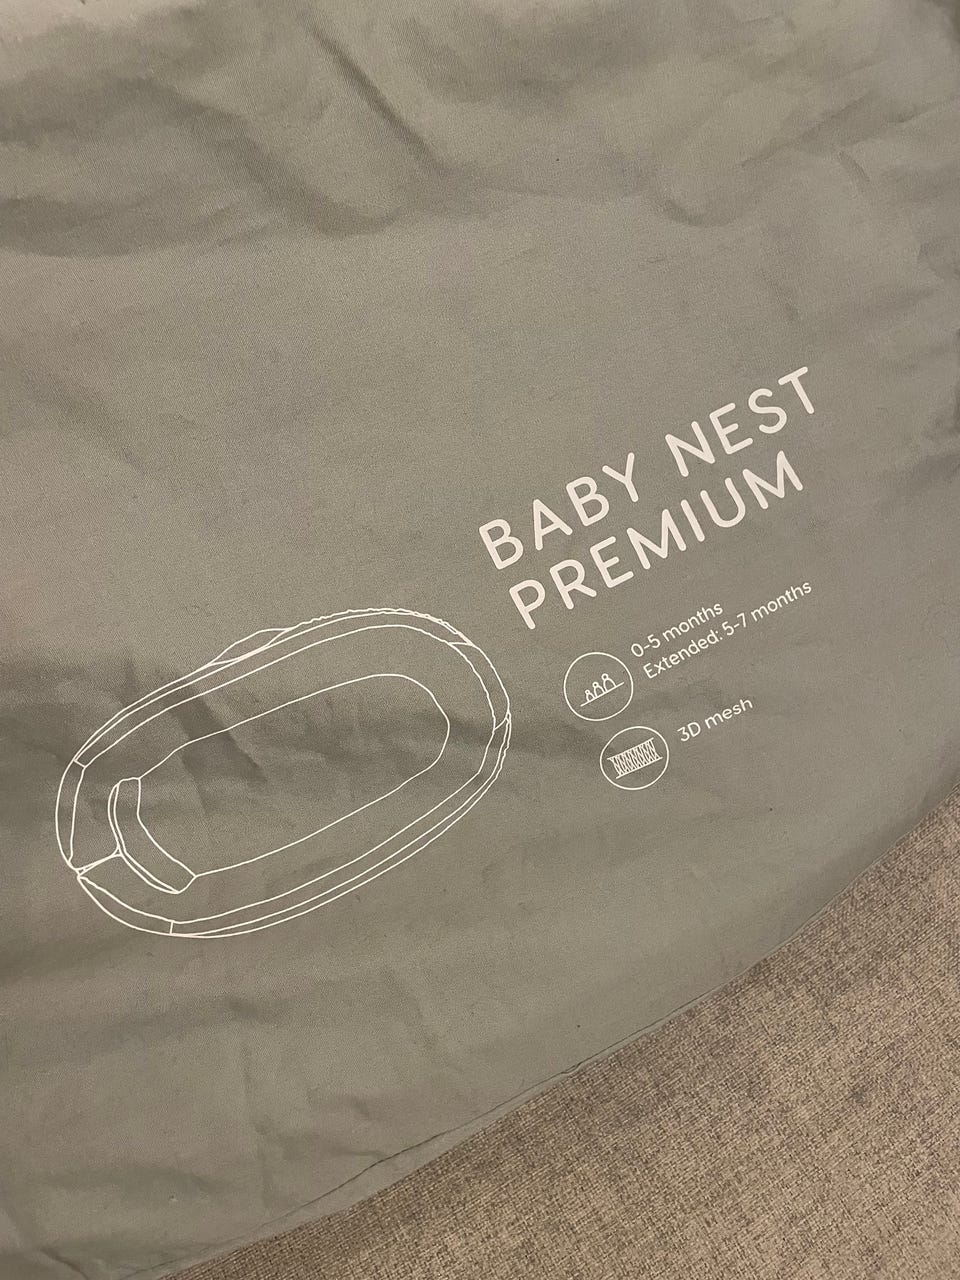 BABY NEST
PREMIUM
0-5 months
Extended: 5-7 months
3D mesh